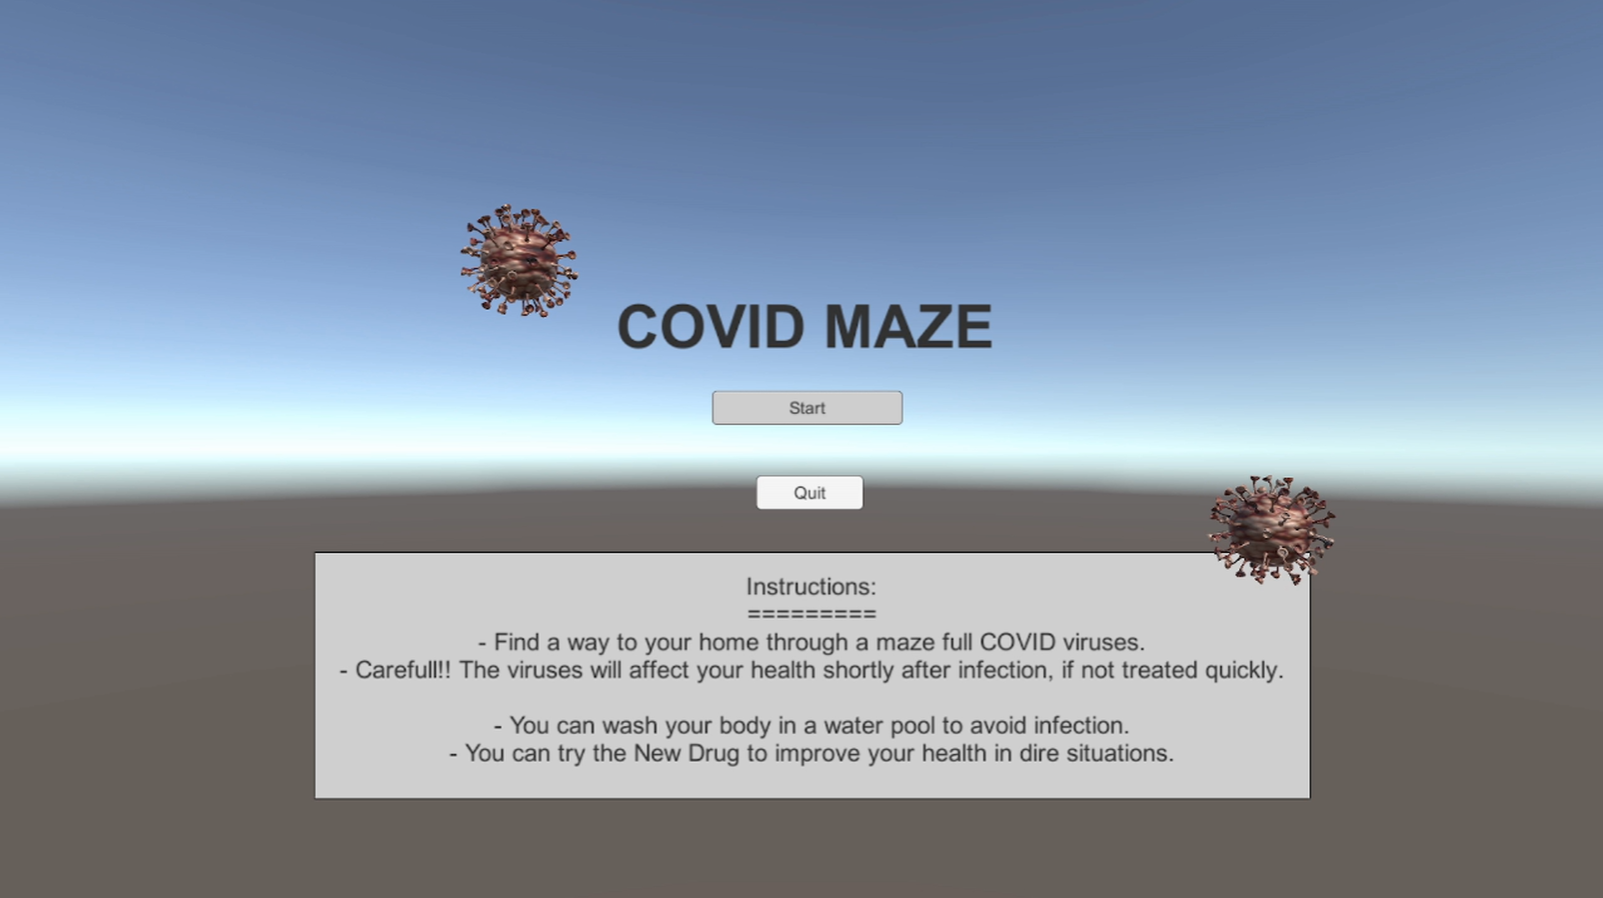 COVID MAZE
Start
Quit
Instructions:
=========
- Find a way to your home through a maze full COVID viruses.
- Carefull!! The viruses will affect your health shortly after infection, if not treated quickly.
- You can wash your body in a water pool to avoid infection.
- You can try the New Drug to improve your health in dire situations.